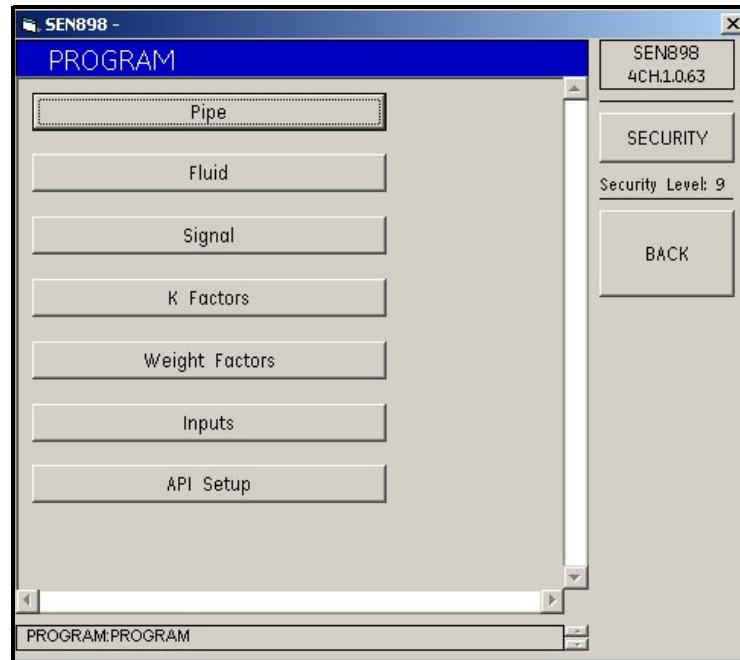 SEN898 -
PROGRAM
Pipe
Fluid
Signal
K Factors
Weight Factors
Inputs
API Setup
SEN898
4CH.1.0.63
SECURITY
Security Level: 9
BACK
PROGRAM:PROGRAM